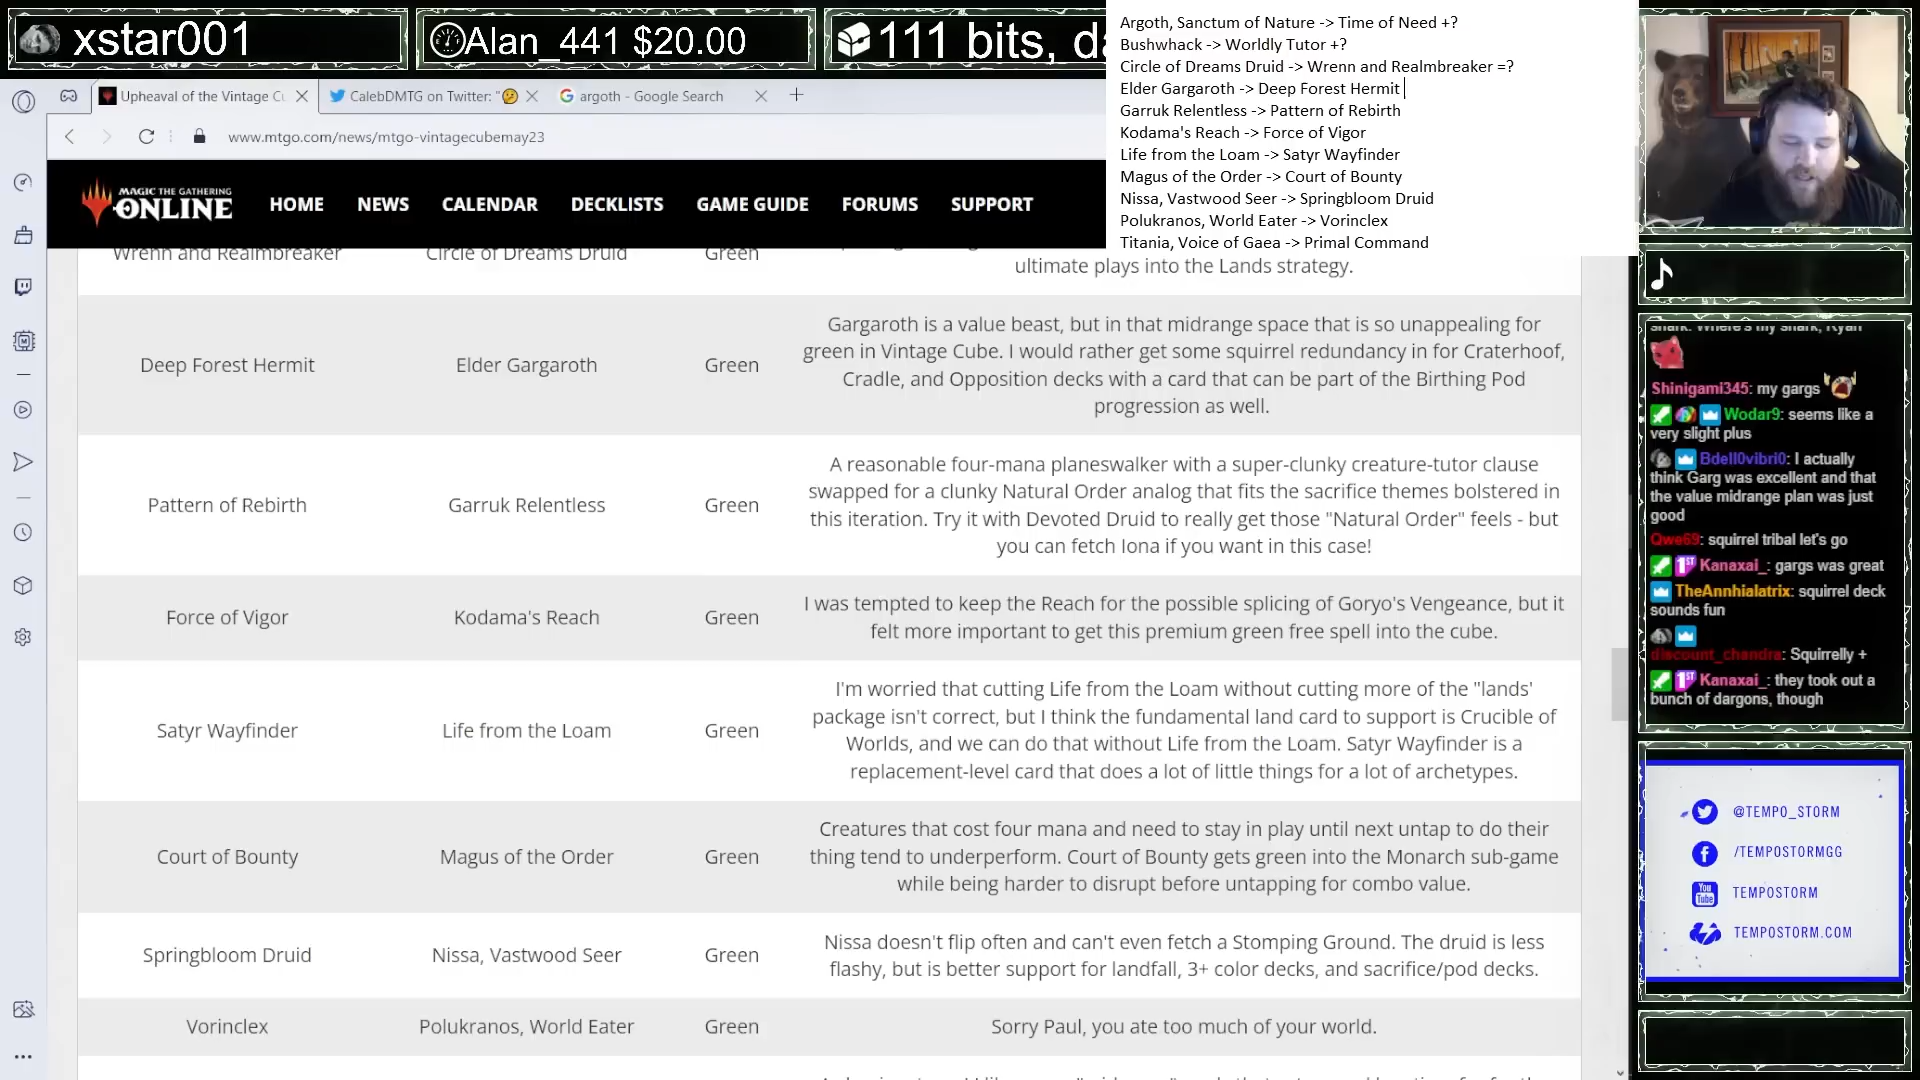 xstar001
Alan_441 $20.00
111 bits, da
Argoth, Sanctum of Nature -> Time of Need +?
Bushwhack -> Worldly Tutor +?
Circle of Dreams Druid -> Wrenn and Realmbreaker =?
Elder Gargaroth -> Deep Forest Hermit
Garruk Relentless -> Pattern of Rebirth
Kodama's Reach -> Force of Vigor
Life from the Loam -> Satyr Wayfinder
Magus of the Order -> Court of Bounty
Nissa, Vastwood Seer -> Springbloom Druid
Polukranos, World Eater -> Vorinclex
Titania, Voice of Gaea -> Primal Command
Upheaval of the Vintage Cu
CalebDMTG on Twitter: "
argoth - Google Search
www.mtgo.com/news/mtgo-vintagecubemay23
MAGIC THE GATHERING
ONLINE
HOME NEWS CALENDAR DECKLISTS GAME GUIDE FORUMS SUPPORT
Wrenn and Realmbreaker Circle of Dreams Druid Green
ultimate plays into the Lands strategy.
Deep Forest Hermit Elder Gargaroth Green
Gargaroth is a value beast, but in that midrange space that is so unappealing for
green in Vintage Cube. I would rather get some squirrel redundancy in for Craterhoof,
Cradle, and Opposition decks with a card that can be part of the Birthing Pod
progression as well.
Pattern of Rebirth Garruk Relentless Green
A reasonable four-mana planeswalker with a super-clunky creature-tutor clause
swapped for a clunky Natural Order analog that fits the sacrifice themes bolstered in
this iteration. Try it with Devoted Druid to really get those "Natural Order" feels - but
you can fetch Iona if you want in this case!
Force of Vigor Kodama's Reach Green
I was tempted to keep the Reach for the possible splicing of Goryo's Vengeance, but it
felt more important to get this premium green free spell into the cube.
Satyr Wayfinder Life from the Loam Green
I'm worried that cutting Life from the Loam without cutting more of the "lands'
package isn't correct, but I think the fundamental land card to support is Crucible of
Worlds, and we can do that without Life from the Loam. Satyr Wayfinder is a
replacement-level card that does a lot of little things for a lot of archetypes.
Court of Bounty Magus of the Order Green
Creatures that cost four mana and need to stay in play until next untap to do their
thing tend to underperform. Court of Bounty gets green into the Monarch sub-game
while being harder to disrupt before untapping for combo value.
Springbloom Druid Nissa, Vastwood Seer Green
Nissa doesn't flip often and can't even fetch a Stomping Ground. The druid is less
flashy, but is better support for landfall, 3+ color decks, and sacrifice/pod decks.
Vorinclex Polukranos, World Eater Green
Sorry Paul, you ate too much of your world.
shark. Where's my shark, Ryan
Shinigami345: my gargs
Wodar9: seems like a
very slight plus
Bdell0vibri0: I actually
think Garg was excellent and that
the value midrange plan was just
good
Qwe69: squirrel tribal let's go
Kanaxai_: gargs was great
TheAnnhialatrix: squirrel deck
sounds fun
discount_chandra: Squirrelly +
Kanaxai_: they took out a
bunch of dargons, though
@TEMPO_STORM
/TEMPOSTORMGG
You
Tube
TEMPOSTORM
TEMPOSTORM.COM